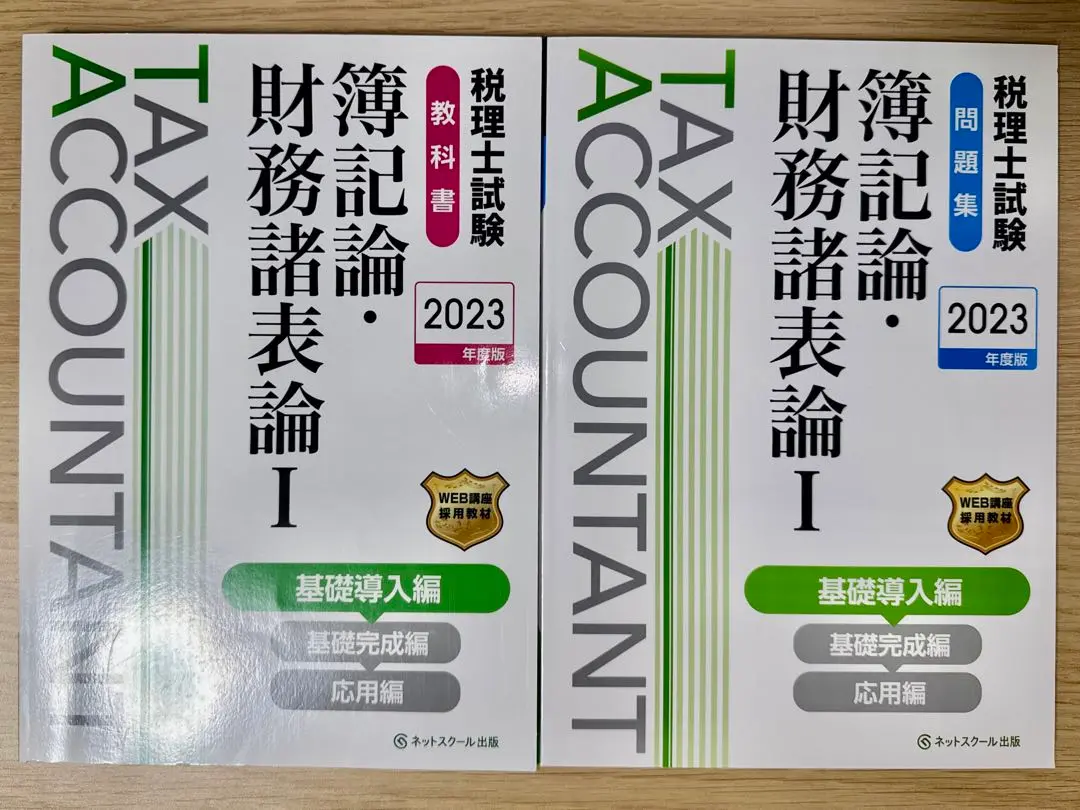 税理士試験
教科書
簿記論・
財務諸表論Ⅰ
2023
年度版
TAX
ACCOUNTANT
WEB講座
採用教材
基礎導入編
基礎完成編
応用編
ネットスクール出版
税理士試験
問題集
簿記論・
財務諸表論Ⅰ
2023
年度版
TAX
ACCOUNTANT
WEB講座
採用教材
基礎導入編
基礎完成編
応用編
ネットスクール出版